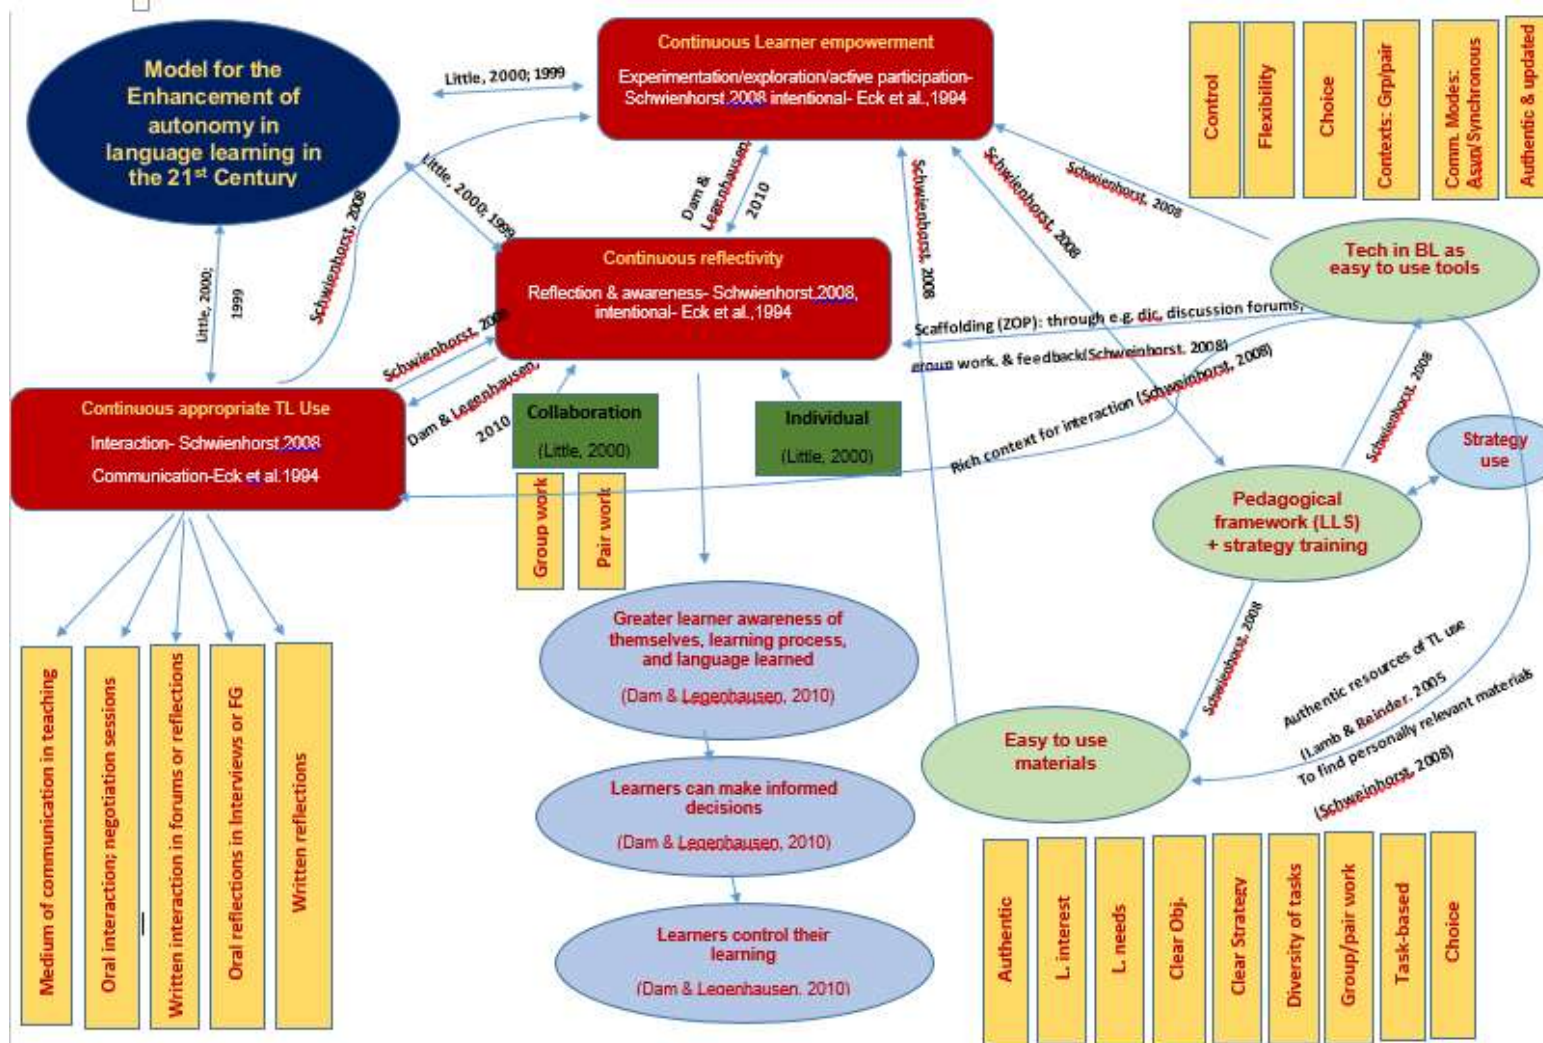 Model for the
Enhancement of
autonomy in
language learning in
the 21st Century
Continuous Learner empowerment
Experimentation/exploration/active participation-
Schwienhorst,2008 intentional- Eck et al.,1994
Little, 2000; 1999
Little, 2000; 1999
Little, 2000;
1999
Schwienhorst, 2008
Dam &
Legenhausen,
2010
Continuous reflectivity
Reflection & awareness- Schwienhorst,2008,
intentional- Eck et al.,1994
Schwienhorst, 2008
Dam & Legenhausen,
2010
Continuous appropriate TL Use
Interaction- Schwienhorst,2008
Communication-Eck et al.1994
Collaboration
(Little, 2000)
Individual
(Little, 2000)
Group work
Pair work
Schwienhorst, 2008
Schwienhorst, 2008
Schwienhorst, 2008
Control
Flexibility
Choice
Contexts: Grp/pair
Comm. Modes:
Asyn/Synchronous
Authentic & updated
Tech in BL as
easy to use tools
Scaffolding (ZOP): through e.g. dic, discussion forums,
group work, & feedback(Schweinhorst, 2008)
Rich context for interaction (Schweinhorst, 2008)
Schwienhorst, 2008
Strategy
use
Pedagogical
framework (LLS)
+ strategy training
Schwienhorst, 2008
Authentic resources of TL use
(Lamb & Reinder, 2005
To find personally relevant materials
(Schweinhorst, 2008)
Easy to use
materials
Greater learner awareness of
themselves, learning process,
and language learned
(Dam & Legenhausen, 2010)
Learners can make informed
decisions
(Dam & Legenhausen, 2010)
Learners control their
learning
(Dam & Legenhausen, 2010)
Medium of communication in teaching
Oral interaction; negotiation sessions
Written interaction in forums or reflections
Oral reflections in Interviews or FG
Written reflections
Authentic
L. interest
L. needs
Clear Obj.
Clear Strategy
Diversity of tasks
Group/pair work
Task-based
Choice